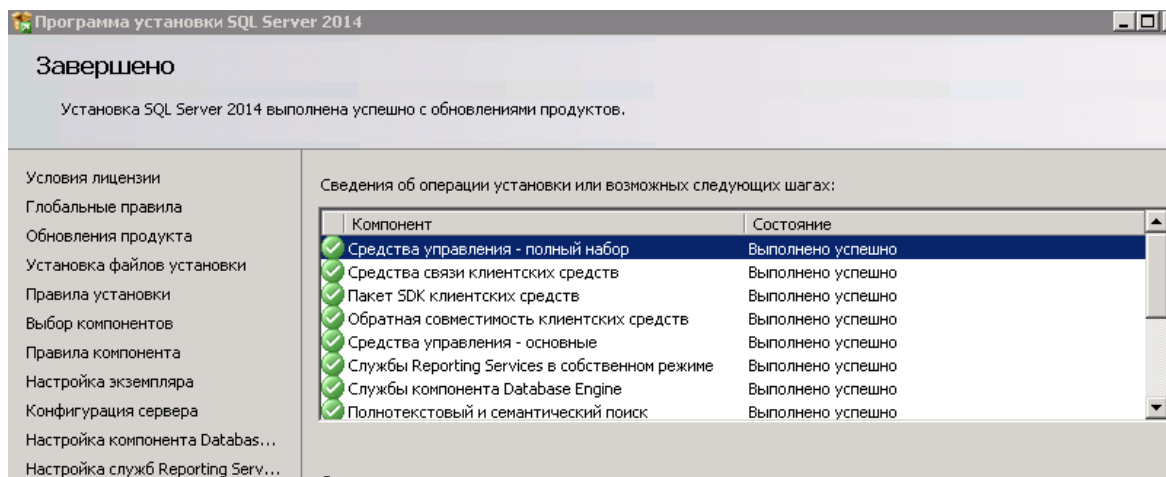 Программа установки SQL Server 2014
Завершено
Установка SQL Server 2014 выполнена успешно с обновлениями продуктов.
Условия лицензии
Глобальные правила
Обновления продукта
Установка файлов установки
Правила установки
Выбор компонентов
Правила компонента
Настройка экземпляра
Конфигурация сервера
Настройка компонента Databas...
Настройка служб Reporting Serv...
Сведения об операции установки или возможных следующих шагах:
Компонент Состояние
Средства управления - полный набор Выполнено успешно
Средства связи клиентских средств Выполнено успешно
Пакет SDK клиентских средств Выполнено успешно
Обратная совместимость клиентских средств Выполнено успешно
Средства управления - основные Выполнено успешно
Службы Reporting Services в собственном режиме Выполнено успешно
Службы компонента Database Engine Выполнено успешно
Полнотекстовый и семантический поиск Выполнено успешно